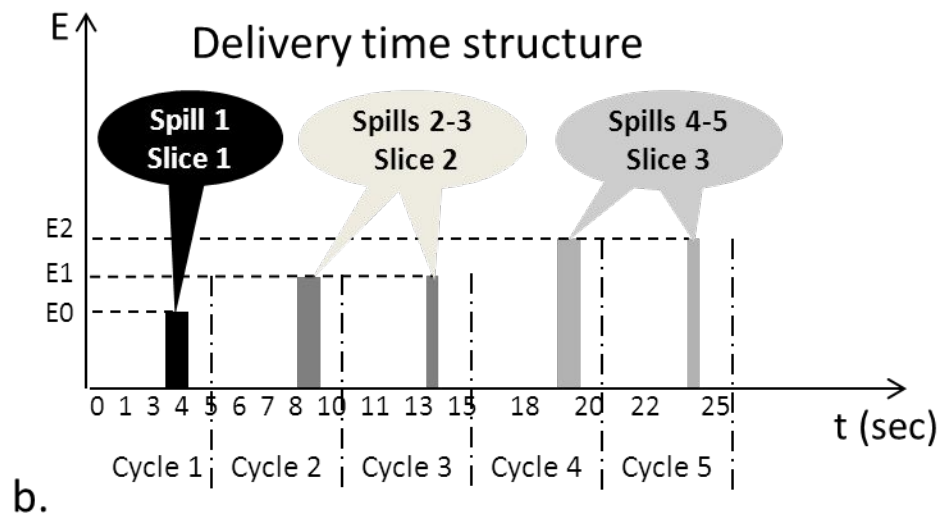 E
Delivery time structure
Spill 1
Slice 1
Spills 2-3
Slice 2
Spills 4-5
Slice 3
E2
E1
E0
0 1 3 4 5 6 7 8 10 11 13 15 18 20 22 25
t (sec)
Cycle 1 Cycle 2 Cycle 3 Cycle 4 Cycle 5
b.